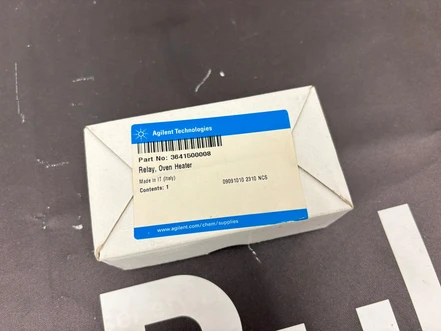 Agilent Technologies
Part No: 3641500008
Relay, Oven Heater
Made in IT (Italy)
Contents: 1
09091010 2310 NCS
www.agilent.com/chem/supplies